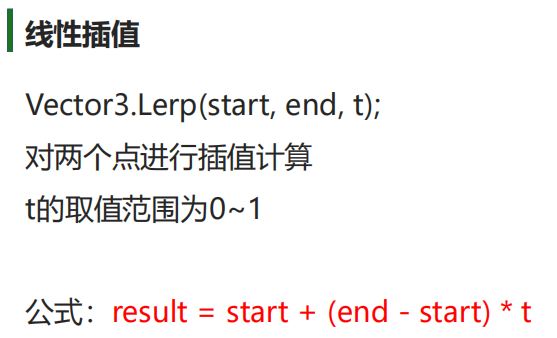 线性插值
Vector3.Lerp(start, end, t);
对两个点进行插值计算
t的取值范围为0~1
公式：result = start + (end - start) * t